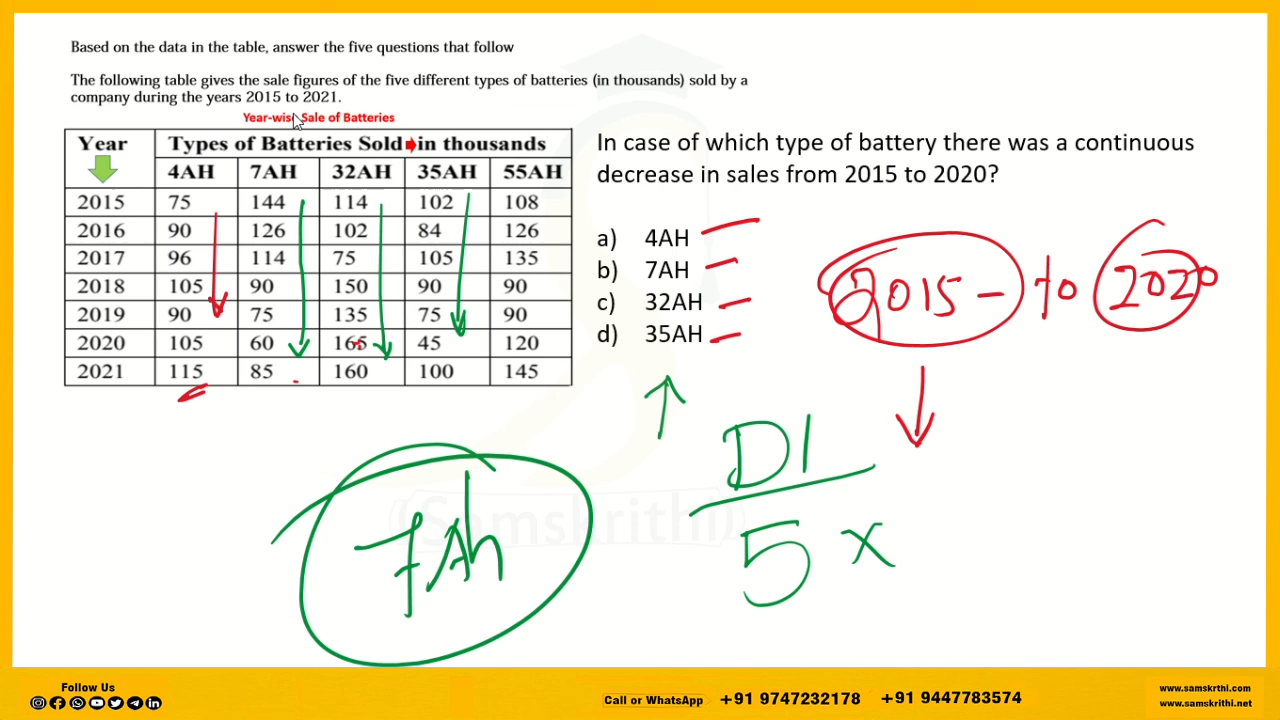 Based on the data in the table, answer the five questions that follow
The following table gives the sale figures of the five different types of batteries (in thousands) sold by a
company during the years 2015 to 2021.
Year-wise Sale of Batteries
Year Types of Batteries Sold in thousands
4AH 7AH 32AH 35AH 55AH
2015 75 144 114 102 108
2016 90 126 102 84 126
2017 96 114 75 105 135
2018 105 90 150 90 90
2019 90 75 135 75 90
2020 105 60 165 45 120
2021 115 85 160 100 145
In case of which type of battery there was a continuous
decrease in sales from 2015 to 2020?
a) 4AH
b) 7AH
c) 32AH
d) 35AH
2015 - to 2020
DI
5 x
7Ah
(Samskrithi)
Follow Us
Call or WhatsApp +91 9747232178 +91 9447783574
www.samskrthi.com
www.samskrithi.net